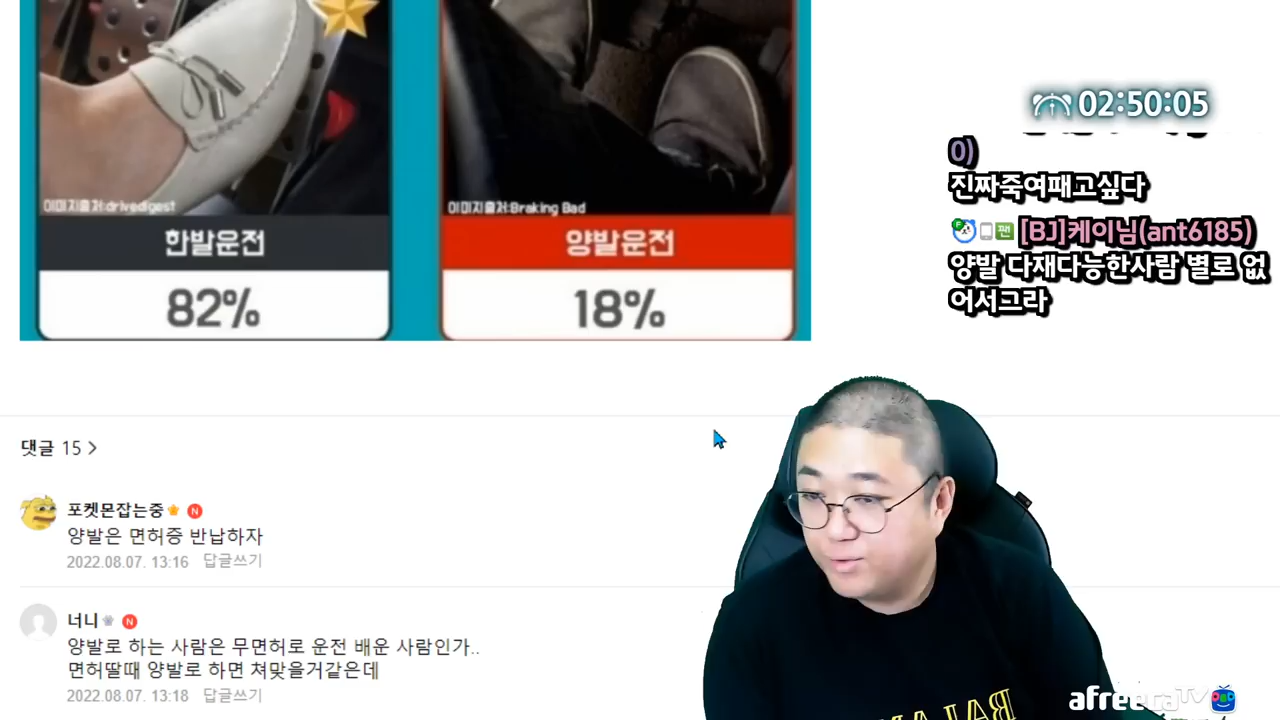 02:50:05
0)
진짜죽여패고싶다
[BJ]케이님(ant6185)
양발 다재다능한사람 별로 없
어서그라
이미지출처:drivedigest
이미지출처:Braking Bad
한발운전
양발운전
82%
18%
댓글 15
포켓몬잡는중 N
양발은 면허증 반납하자
2022.08.07. 13:16 답글쓰기
너니 N
양발로 하는 사람은 무면허로 운전 배운 사람인가..
면허딸때 양발로 하면 쳐맞을거같은데
2022.08.07. 13:18 답글쓰기
afreecaTV